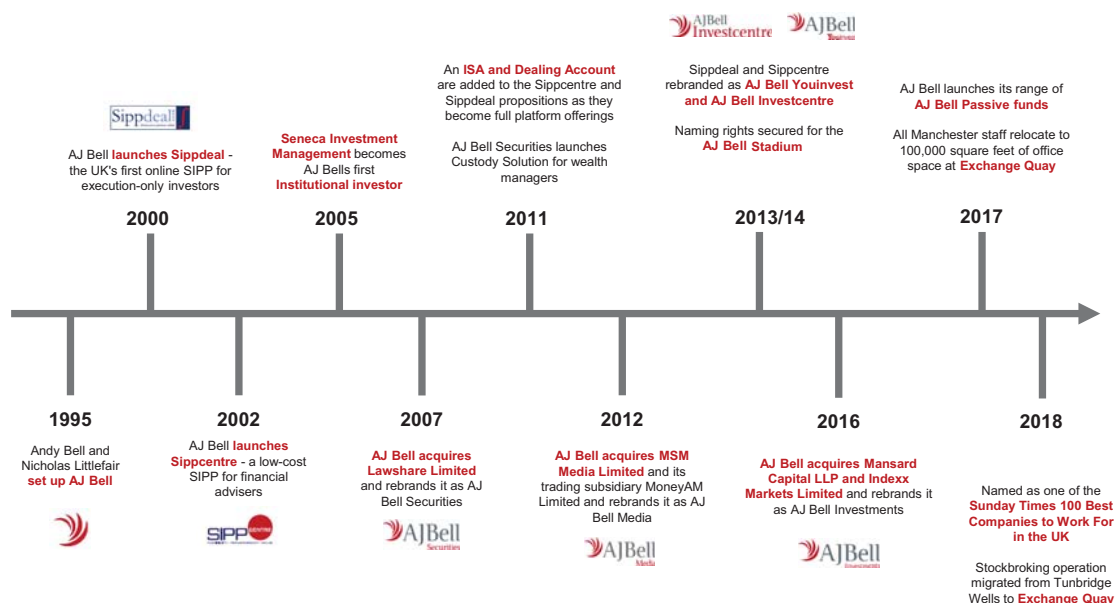 Sippdeal
AJ Bell launches Sippdeal -
the UK's first online SIPP for
execution-only investors
2000
Seneca Investment
Management becomes
AJ Bells first
Institutional investor
2005
An ISA and Dealing Account
are added to the Sippcentre and
Sippdeal propositions as they
become full platform offerings
AJ Bell Securities launches
Custody Solution for wealth
managers
2011
AJBell
Investcentre
AJBell
Youinvest
Sippdeal and Sippcentre
rebranded as AJ Bell Youinvest
and AJ Bell Investcentre
Naming rights secured for the
AJ Bell Stadium
2013/14
AJ Bell launches its range of
AJ Bell Passive funds
All Manchester staff relocate to
100,000 square feet of office
space at Exchange Quay
2017
1995
Andy Bell and
Nicholas Littlefair
set up AJ Bell
2002
AJ Bell launches
Sippcentre - a low-cost
SIPP for financial
advisers
SIPP
CENTRE
2007
AJ Bell acquires
Lawshare Limited
and rebrands it as AJ
Bell Securities
AJBell
Securities
2012
AJ Bell acquires MSM
Media Limited and its
trading subsidiary MoneyAM
Limited and rebrands it as AJ
Bell Media
AJBell
Media
2016
AJ Bell acquires Mansard
Capital LLP and Indexx
Markets Limited and rebrands it
as AJ Bell Investments
AJBell
Investments
2018
Named as one of the
Sunday Times 100 Best
Companies to Work For
in the UK
Stockbroking operation
migrated from Tunbridge
Wells to Exchange Quay